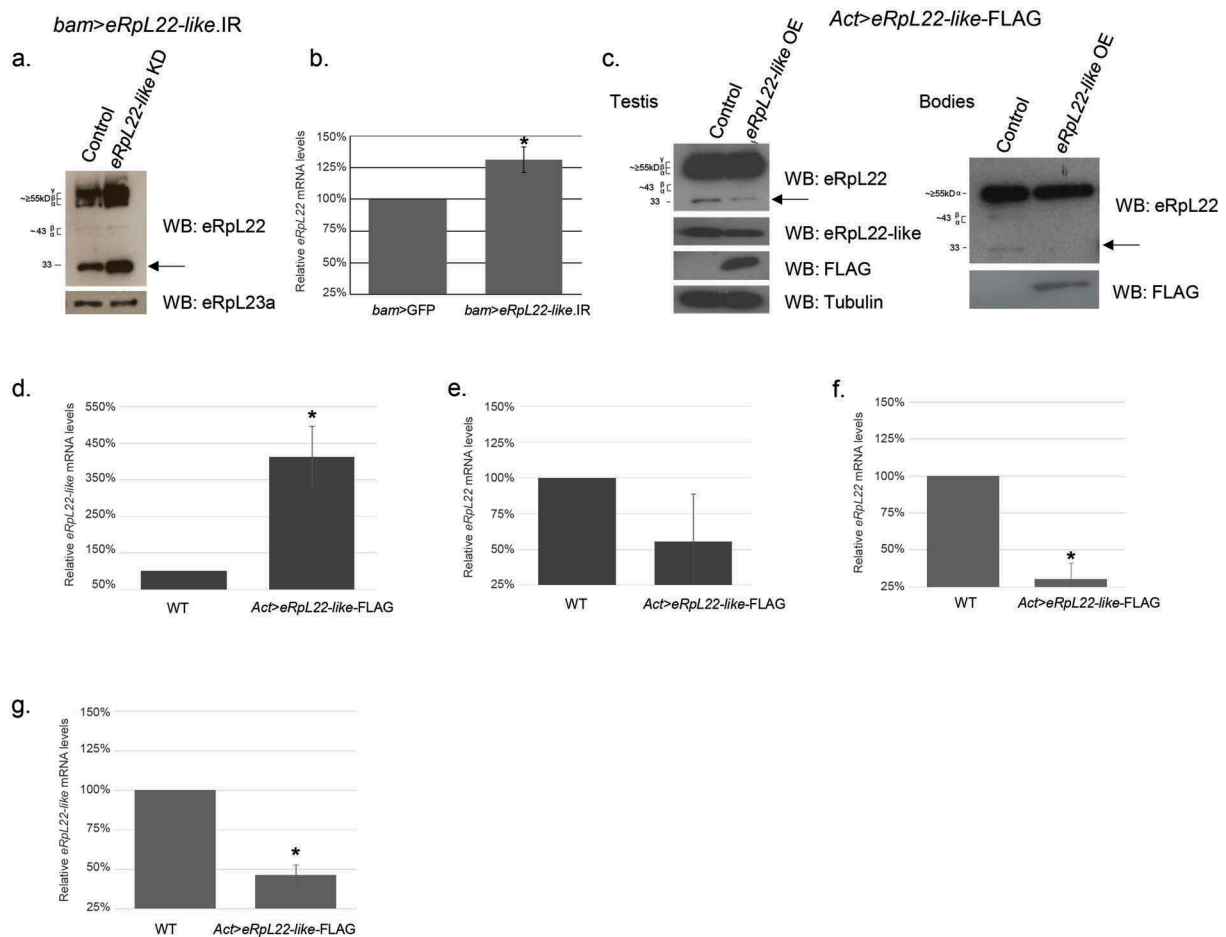 bam>eRpL22-like.IR
Act>eRpL22-like-FLAG
a.
Control
eRpL22-like KD
γ
~≥55kD β
α
~43 β
α
33
WB: eRpL22
WB: eRpL23a
b.
Relative eRpL22 mRNA levels
150%
125%
100%
75%
50%
25%
*
bam>GFP
bam>eRpL22-like.IR
c.
Testis
Control
eRpL22-like OE
γ
~≥55kD β
α
~43 β
α
33
WB: eRpL22
WB: eRpL22-like
WB: FLAG
WB: Tubulin
Bodies
Control
eRpL22-like OE
~≥55kD α
~43 β
α
33
WB: eRpL22
WB: FLAG
d.
Relative eRpL22-like mRNA levels
550%
450%
350%
250%
150%
50%
*
WT
Act>eRpL22-like-FLAG
e.
Relative eRpL22 mRNA levels
150%
125%
100%
75%
50%
25%
WT
Act>eRpL22-like-FLAG
f.
Relative eRpL22 mRNA levels
150%
125%
100%
75%
50%
25%
*
WT
Act>eRpL22-like-FLAG
g.
Relative eRpL22-like mRNA levels
150%
125%
100%
75%
50%
25%
*
WT
Act>eRpL22-like-FLAG